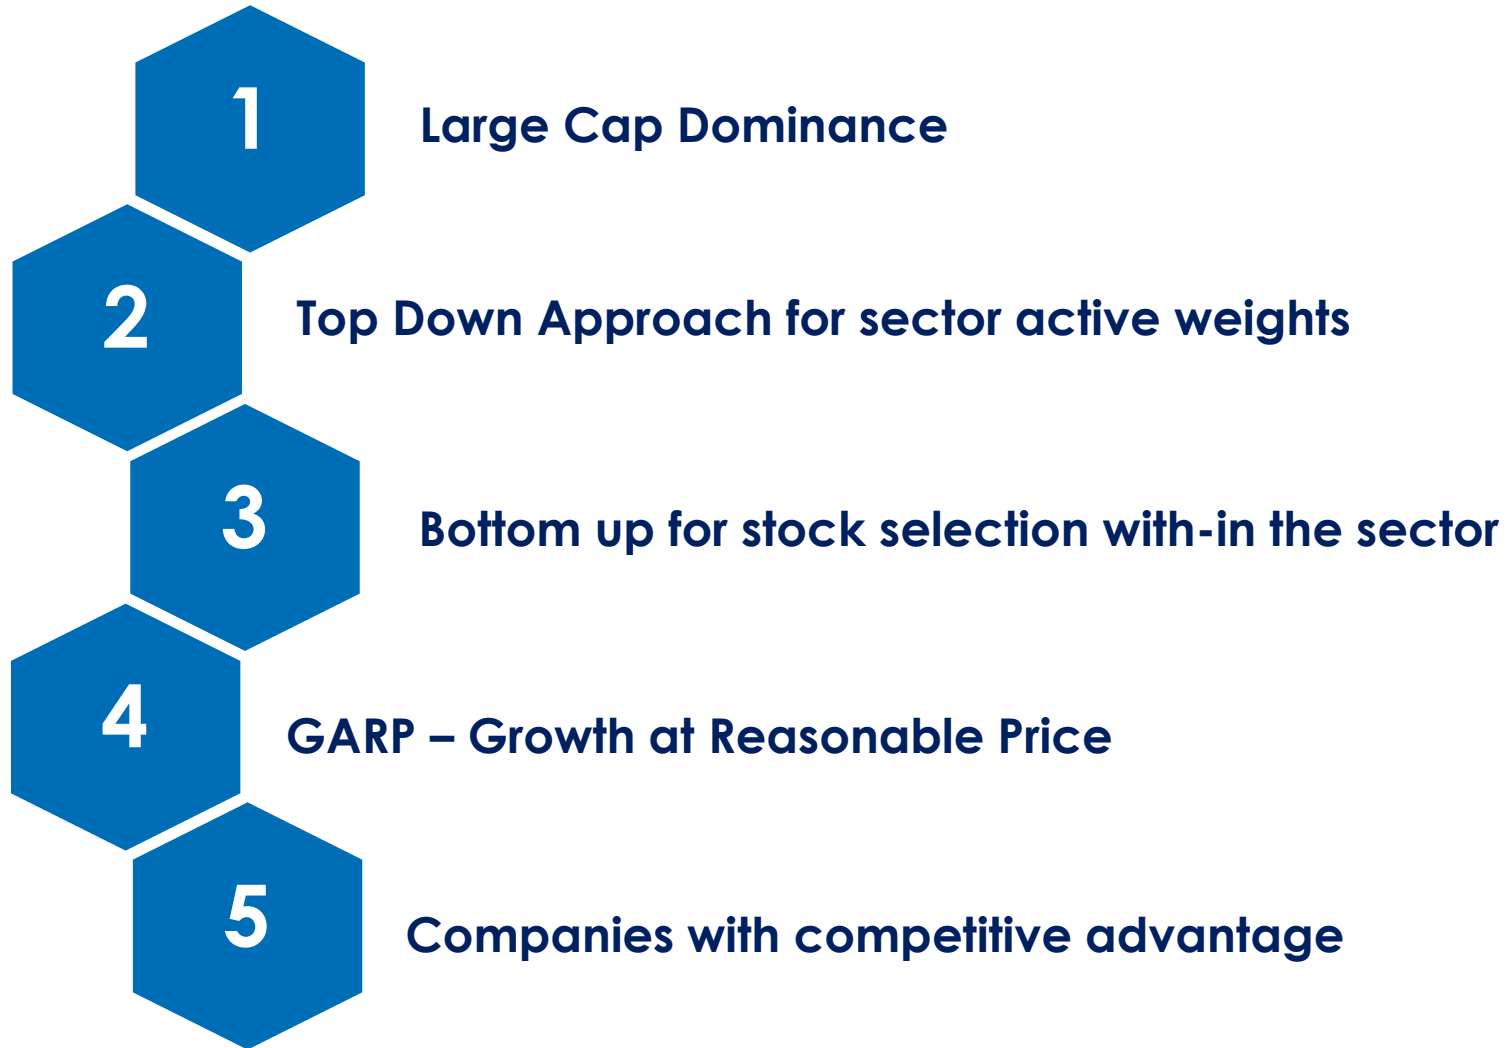 1
Large Cap Dominance
2
Top Down Approach for sector active weights
3
Bottom up for stock selection with-in the sector
4
GARP – Growth at Reasonable Price
5
Companies with competitive advantage